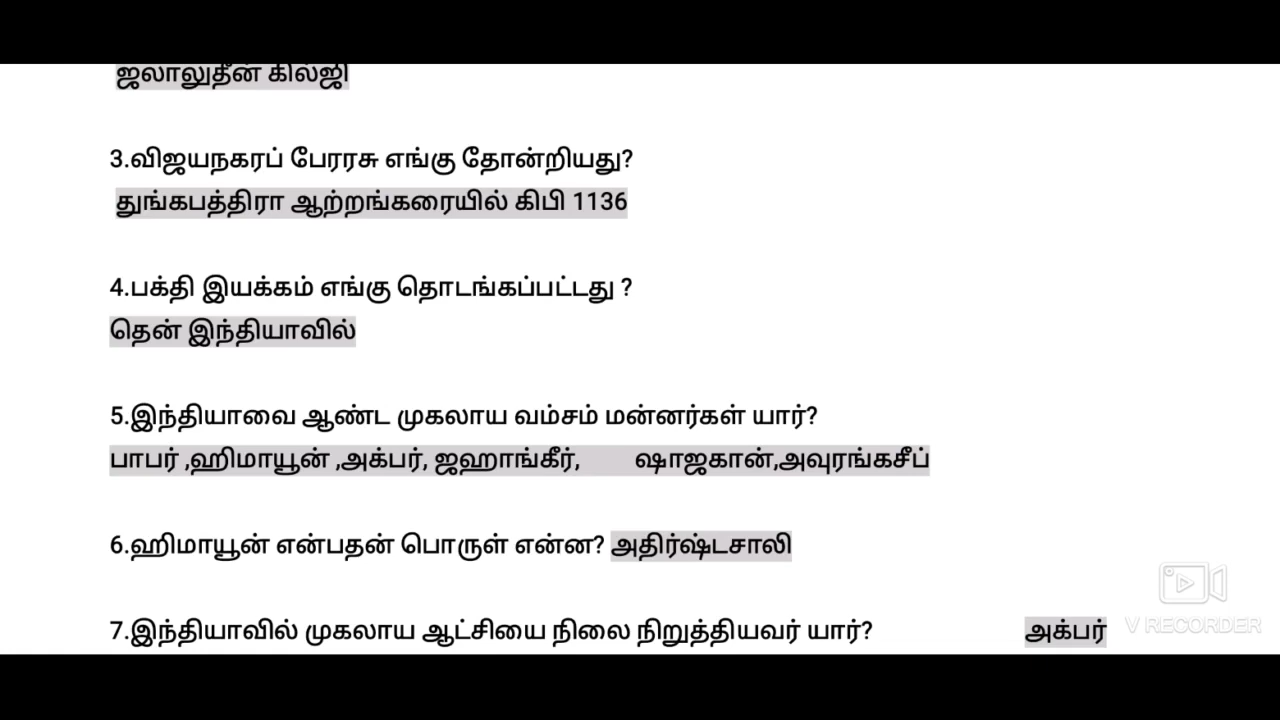 ஜலாலுதீன் கில்ஜி
3.விஜயநகரப் பேரரசு எங்கு தோன்றியது?
துங்கபத்திரா ஆற்றங்கரையில் கிபி 1136
4.பக்தி இயக்கம் எங்கு தொடங்கப்பட்டது ?
தென் இந்தியாவில்
5.இந்தியாவை ஆண்ட முகலாய வம்சம் மன்னர்கள் யார்?
பாபர் ,ஹிமாயூன் ,அக்பர், ஜஹாங்கீர், ஷாஜகான்,அவுரங்கசீப்
6.ஹிமாயூன் என்பதன் பொருள் என்ன? அதிர்ஷ்டசாலி
7.இந்தியாவில் முகலாய ஆட்சியை நிலை நிறுத்தியவர் யார்? அக்பர்
V RECORDER